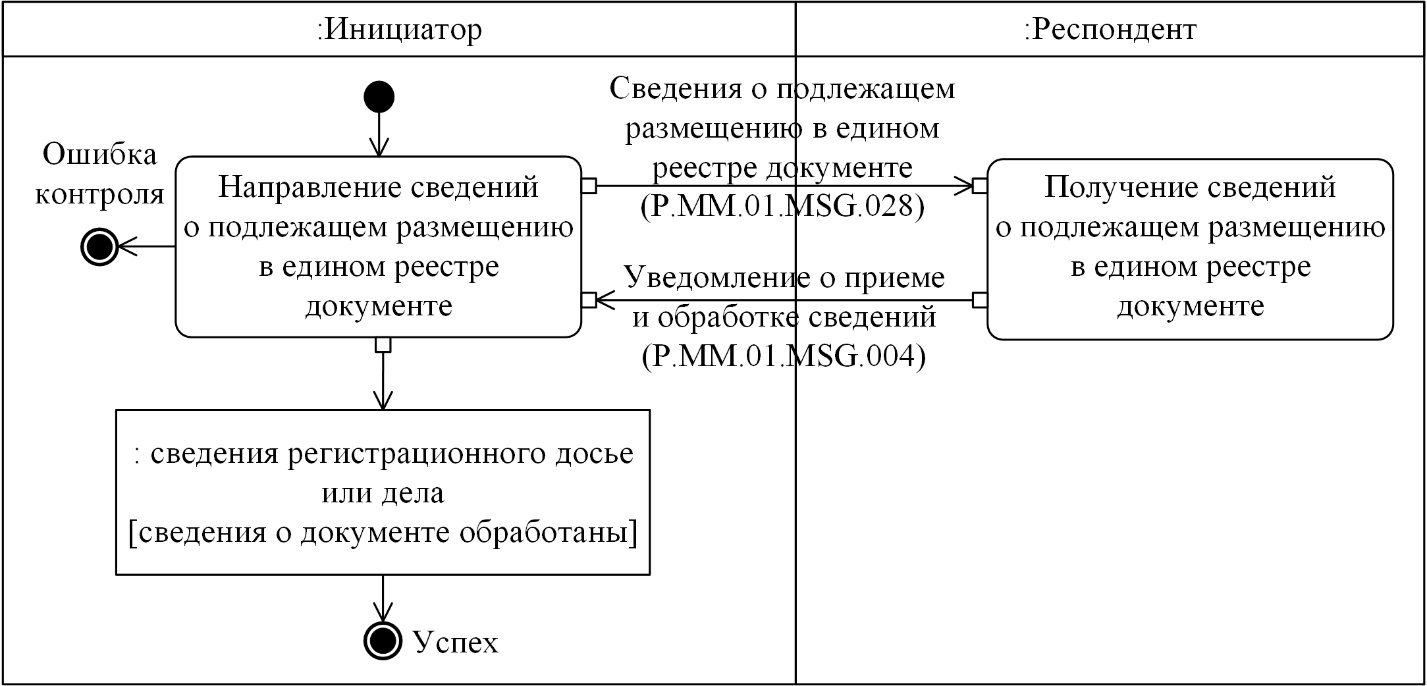 :Инициатор
:Респондент
Сведения о подлежащем
размещению в едином
реестре документе
(P.MM.01.MSG.028)
Ошибка
контроля
Направление сведений
о подлежащем размещению
в едином реестре
документе
Получение сведений
о подлежащем размещению
в едином реестре
документе
Уведомление о приеме
и обработке сведений
(P.MM.01.MSG.004)
: сведения регистрационного досье
или дела
[сведения о документе обработаны]
Успех